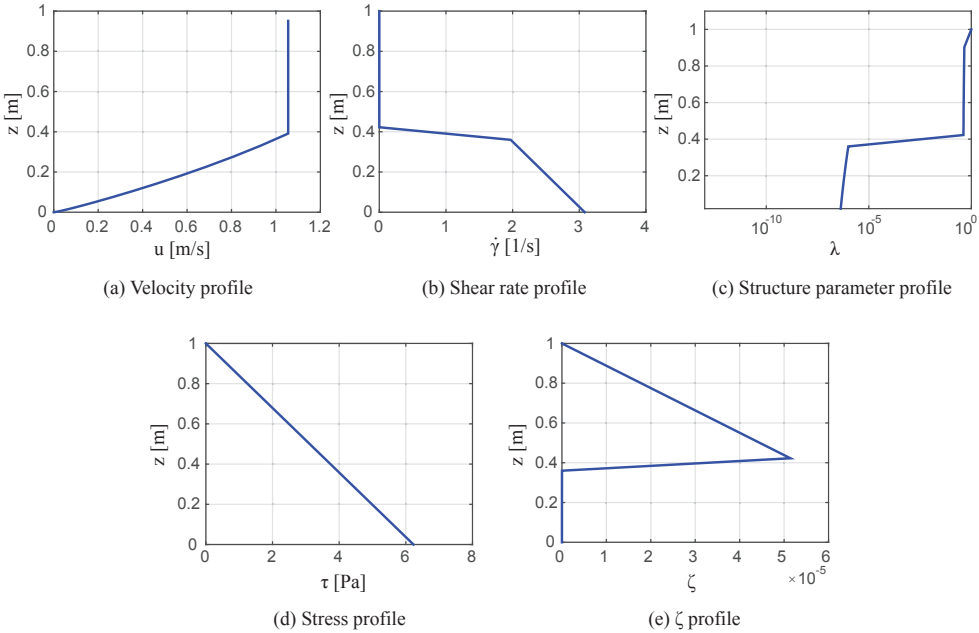 1
0.8
0.6
0.4
0.2
0
z [m]
0 0.2 0.4 0.6 0.8 1 1.2
u [m/s]
(a) Velocity profile
1
0.8
0.6
0.4
0.2
0
z [m]
0 1 2 3 4
γ̇ [1/s]
(b) Shear rate profile
1
0.8
0.6
0.4
0.2
z [m]
10^-10 10^-5 10^0
λ
(c) Structure parameter profile
1
0.8
0.6
0.4
0.2
0
z [m]
0 2 4 6 8
τ [Pa]
(d) Stress profile
1
0.8
0.6
0.4
0.2
0
z [m]
0 1 2 3 4 5 6
ζ ×10^-5
(e) ζ profile